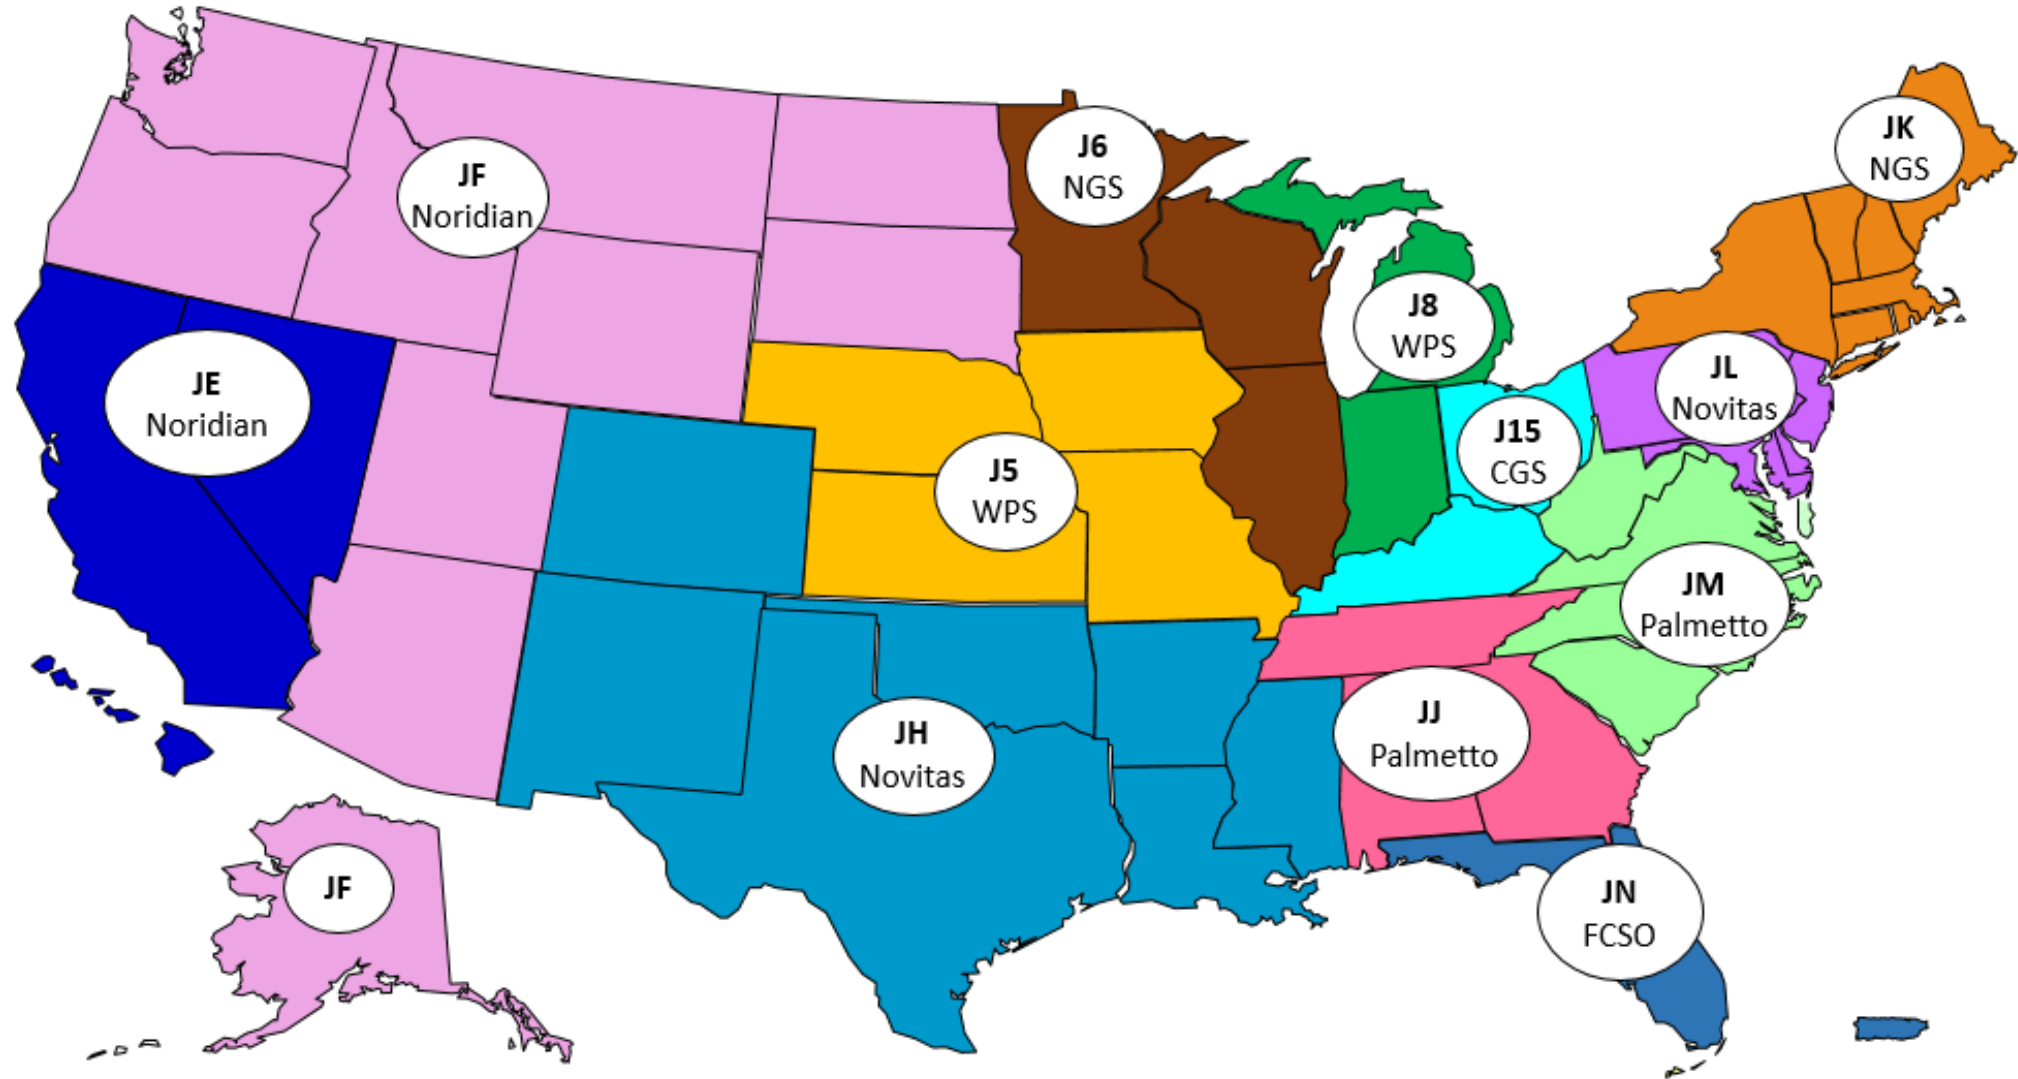 JF
Noridian
J6
NGS
JK
NGS
J8
WPS
JE
Noridian
JL
Novitas
J15
CGS
J5
WPS
JM
Palmetto
JH
Novitas
JJ
Palmetto
JF
JN
FCSO